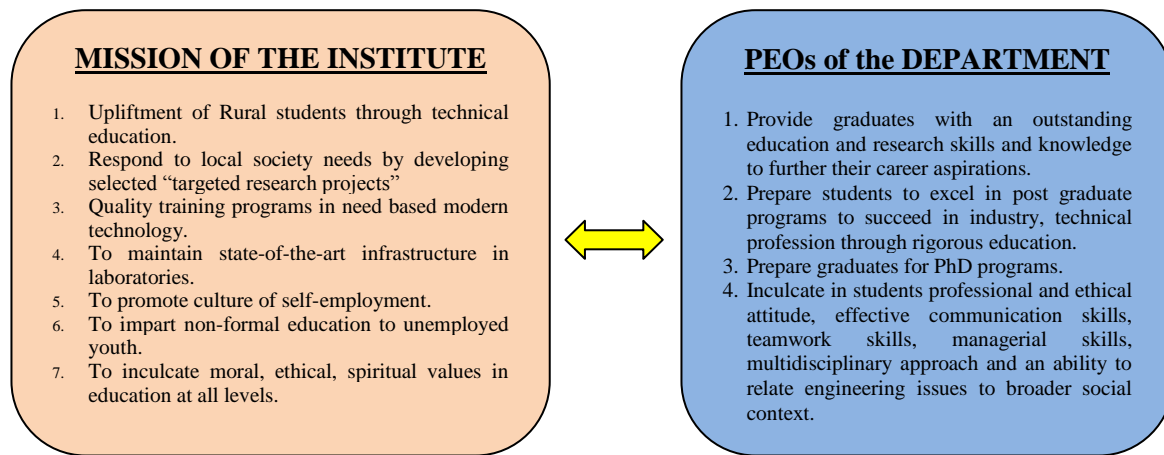 MISSION OF THE INSTITUTE
1. Upliftment of Rural students through technical
education.
2. Respond to local society needs by developing
selected “targeted research projects”
3. Quality training programs in need based modern
technology.
4. To maintain state-of-the-art infrastructure in
laboratories.
5. To promote culture of self-employment.
6. To impart non-formal education to unemployed
youth.
7. To inculcate moral, ethical, spiritual values in
education at all levels.
PEOs of the DEPARTMENT
1. Provide graduates with an outstanding
education and research skills and knowledge
to further their career aspirations.
2. Prepare students to excel in post graduate
programs to succeed in industry, technical
profession through rigorous education.
3. Prepare graduates for PhD programs.
4. Inculcate in students professional and ethical
attitude, effective communication skills,
teamwork skills, managerial skills,
multidisciplinary approach and an ability to
relate engineering issues to broader social
context.